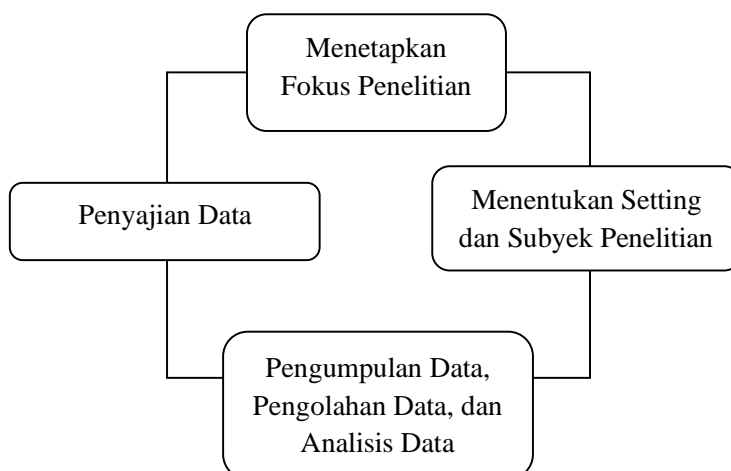 Menetapkan
Fokus Penelitian
Penyajian Data
Menentukan Setting
dan Subyek Penelitian
Pengumpulan Data,
Pengolahan Data, dan
Analisis Data